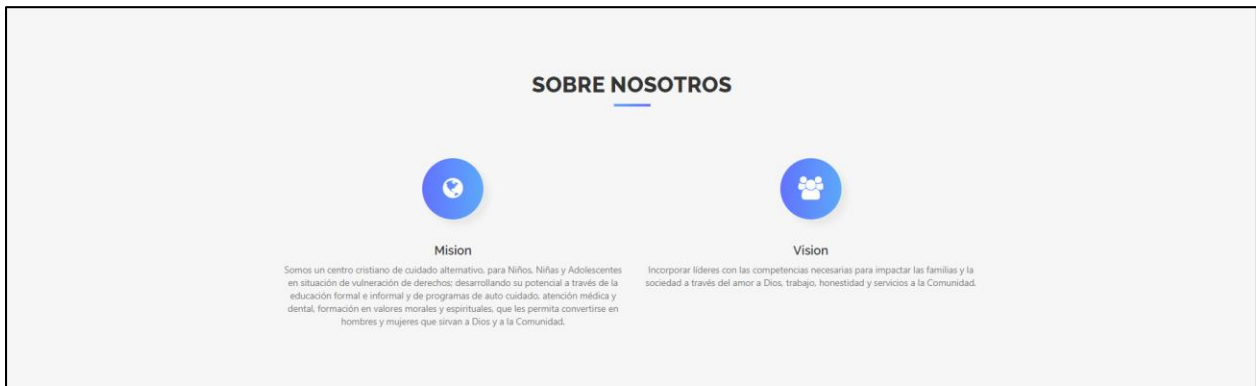 SOBRE NOSOTROS
Mision
Somos un centro cristiano de cuidado alternativo, para Niños, Niñas y Adolescentes
en situación de vulneración de derechos; desarrollando su potencial a través de la
educación formal e informal y de programas de auto cuidado, atención médica y
dental, formación en valores morales y espirituales, que les permita convertirse en
hombres y mujeres que sirvan a Dios y a la Comunidad.
Vision
Incorporar líderes con las competencias necesarias para impactar las familias y la
sociedad a través del amor a Dios, trabajo, honestidad y servicios a la Comunidad.